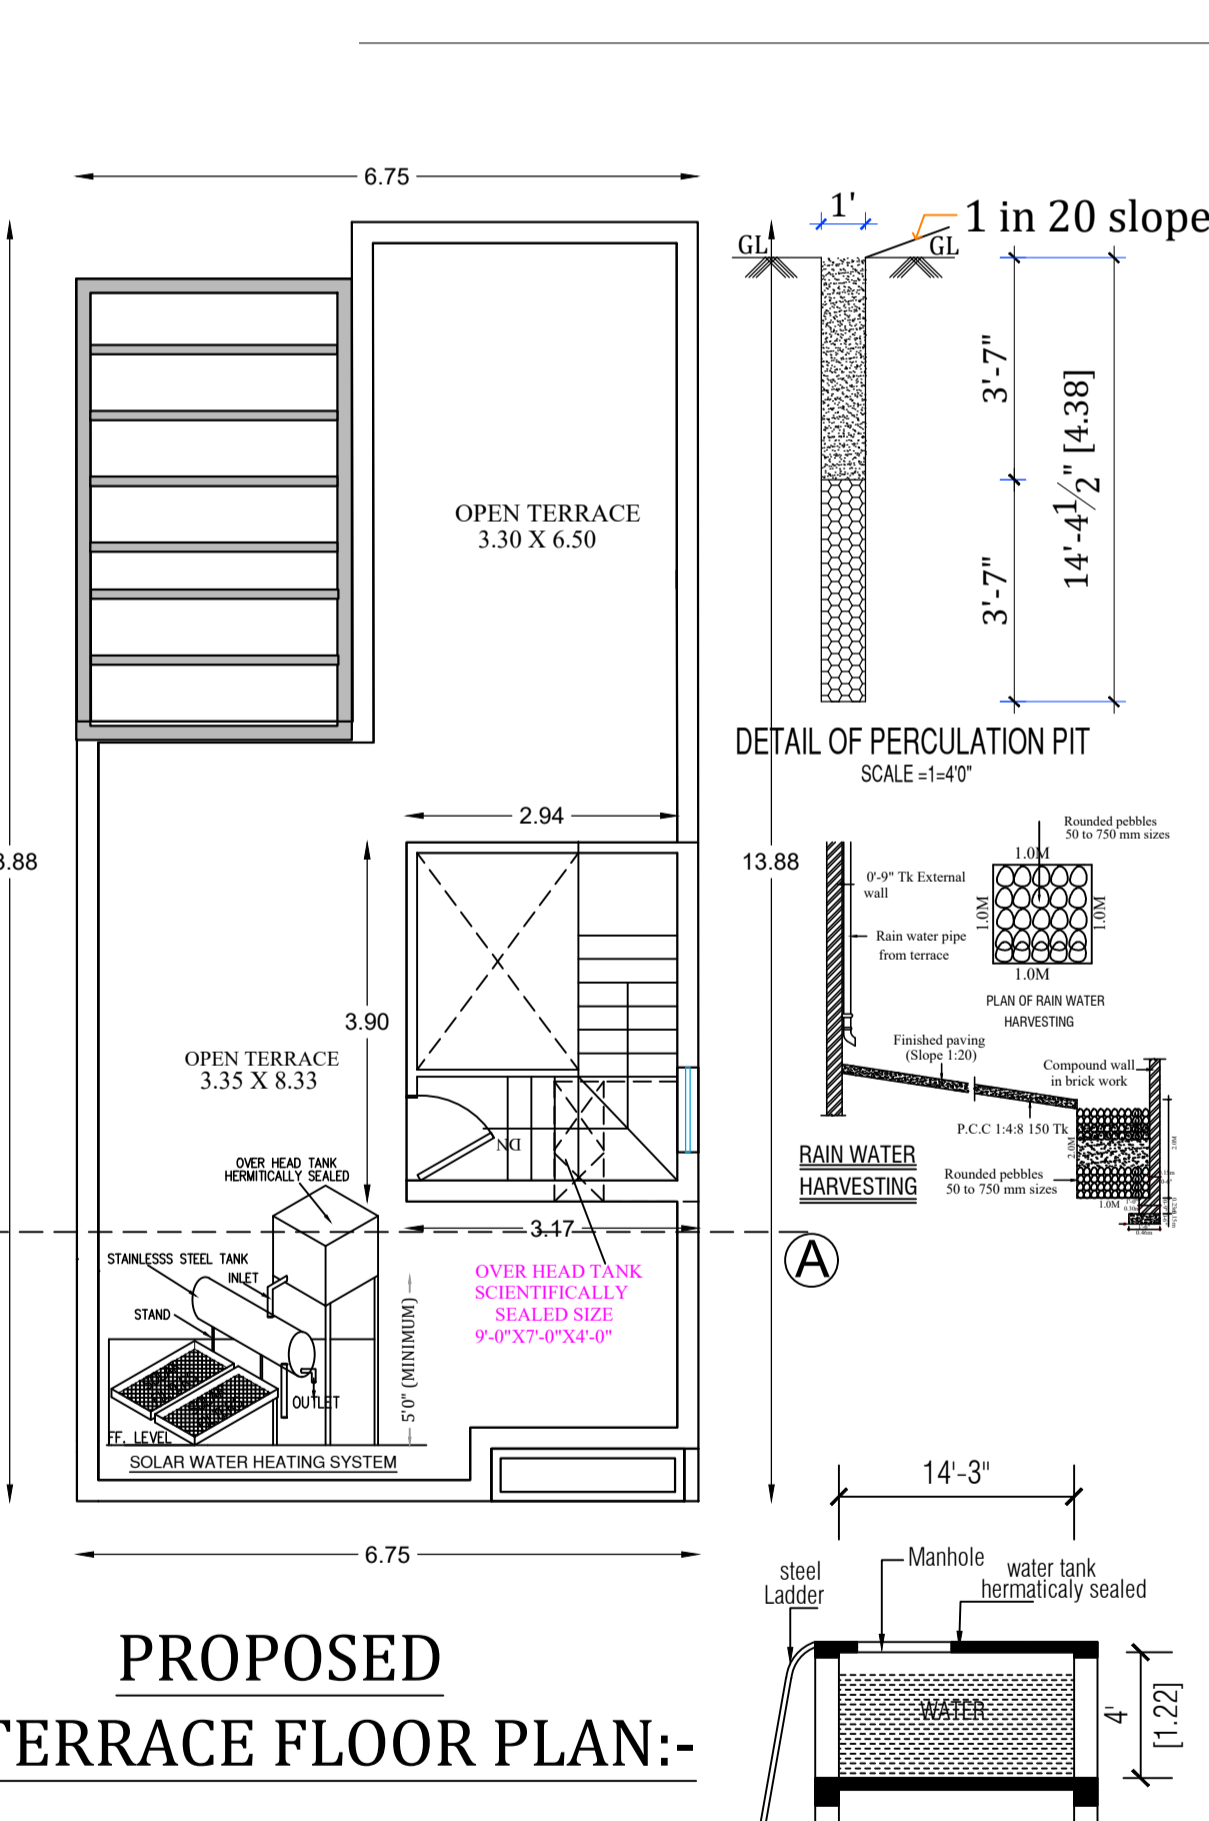 6.75
1'
1 in 20 slope
GL
GL
3'-7"
14'-4 1/2" [4.38]
3'-7"
OPEN TERRACE
3.30 X 6.50
DETAIL OF PERCULATION PIT
SCALE =1=4'0"
2.94
3.88
13.88
3.90
OPEN TERRACE
3.35 X 8.33
DN
Rounded pebbles
50 to 750 mm sizes
1.0M
1.0M
1.0M
1.0M
0'-9" Tk External
wall
Rain water pipe
from terrace
PLAN OF RAIN WATER
HARVESTING
Finished paving
(Slope 1:20)
Compound wall
in brick work
P.C.C 1:4:8 150 Tk
2.0M
2.0M
RAIN WATER
HARVESTING
Rounded pebbles
50 to 750 mm sizes
1.0M
OVER HEAD TANK
HERMITICALLY SEALED
3.17
A
STAINLESSS STEEL TANK
INLET
STAND
OUTLET
FF. LEVEL
5'0" (MINIMUM)
SOLAR WATER HEATING SYSTEM
OVER HEAD TANK
SCIENTIFICALLY
SEALED SIZE
9'-0"X7'-0"X4'-0"
6.75
14'-3"
steel
Ladder
Manhole
water tank
hermaticaly sealed
WATER
4'
[1.22]
PROPOSED
TERRACE FLOOR PLAN:-